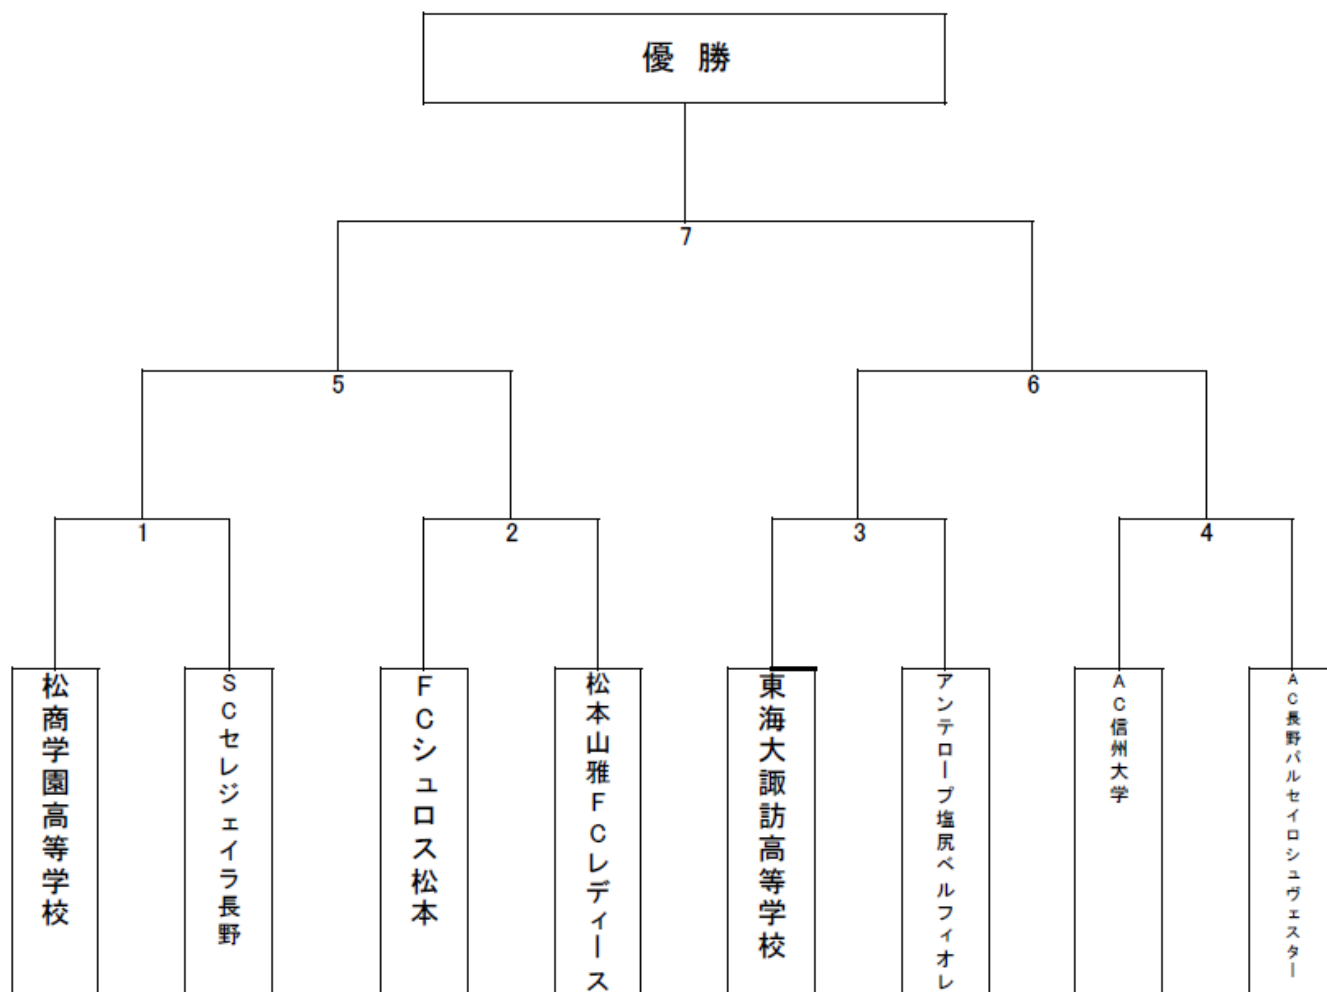 優 勝
7
5
6
1
2
3
4
松商学園高等学校
SCセレジェイラ長野
FCシュロス松本
松本山雅FCレディース
東海大諏訪高等学校
アンテロープ塩尻ベルフィオレ
AC信州大学
AC長野パルセイロシュヴェスター